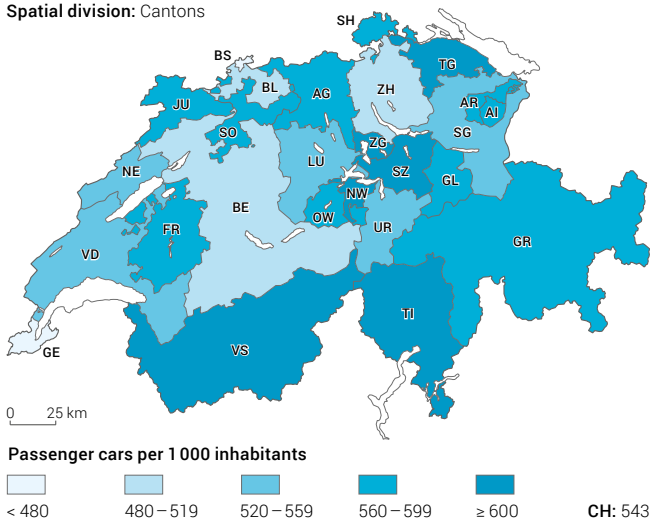 Spatial division: Cantons
SH
BS
TG
BL
ZH
AG
JU
AR
AI
SO
SG
ZG
LU
NE
SZ
GL
NW
BE
OW
FR
UR
GR
VD
TI
VS
GE
0 25 km
Passenger cars per 1 000 inhabitants
< 480 480 – 519 520 – 559 560 – 599 ≥ 600 CH: 543